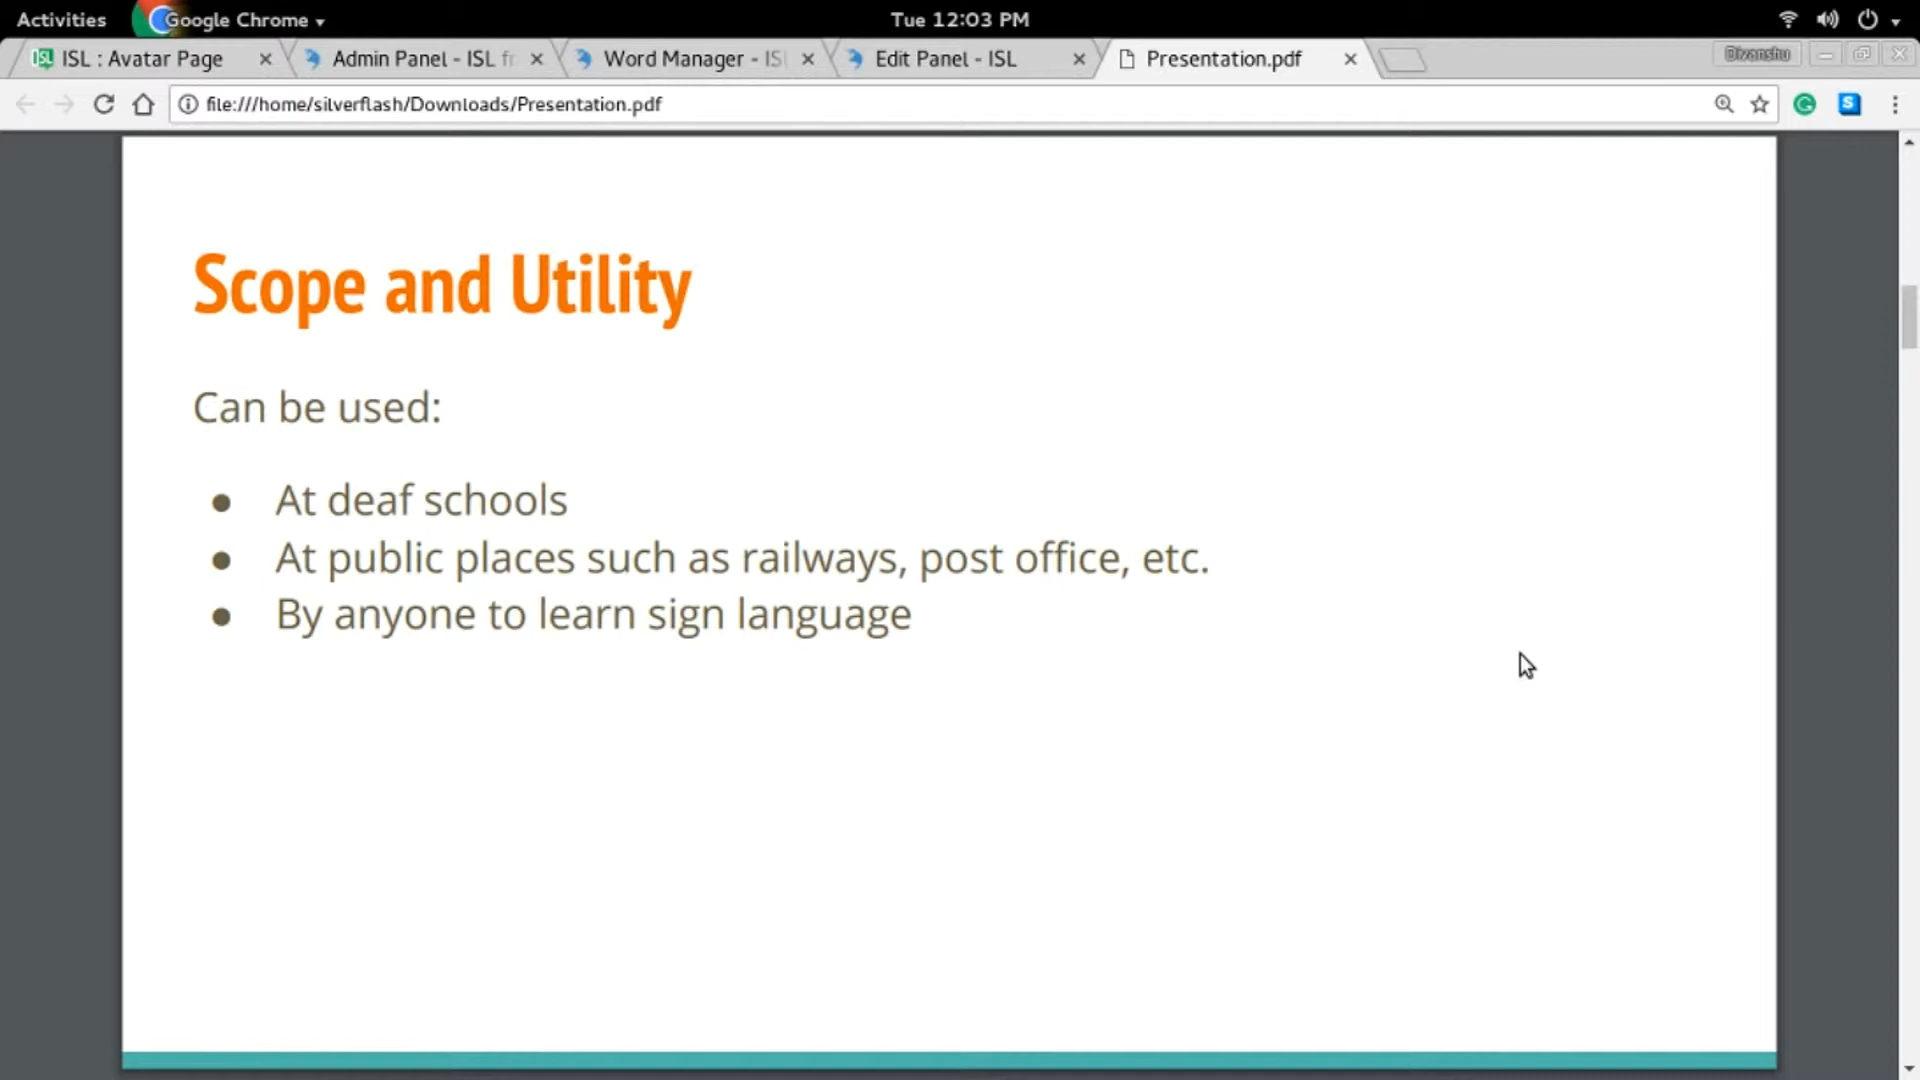 Activities
Google Chrome
Tue 12:03 PM
ISL : Avatar Page
Admin Panel - ISL fr
Word Manager - ISL
Edit Panel - ISL
Presentation.pdf
Divanshu
file:///home/silverflash/Downloads/Presentation.pdf
Scope and Utility
Can be used:
● At deaf schools
● At public places such as railways, post office, etc.
● By anyone to learn sign language